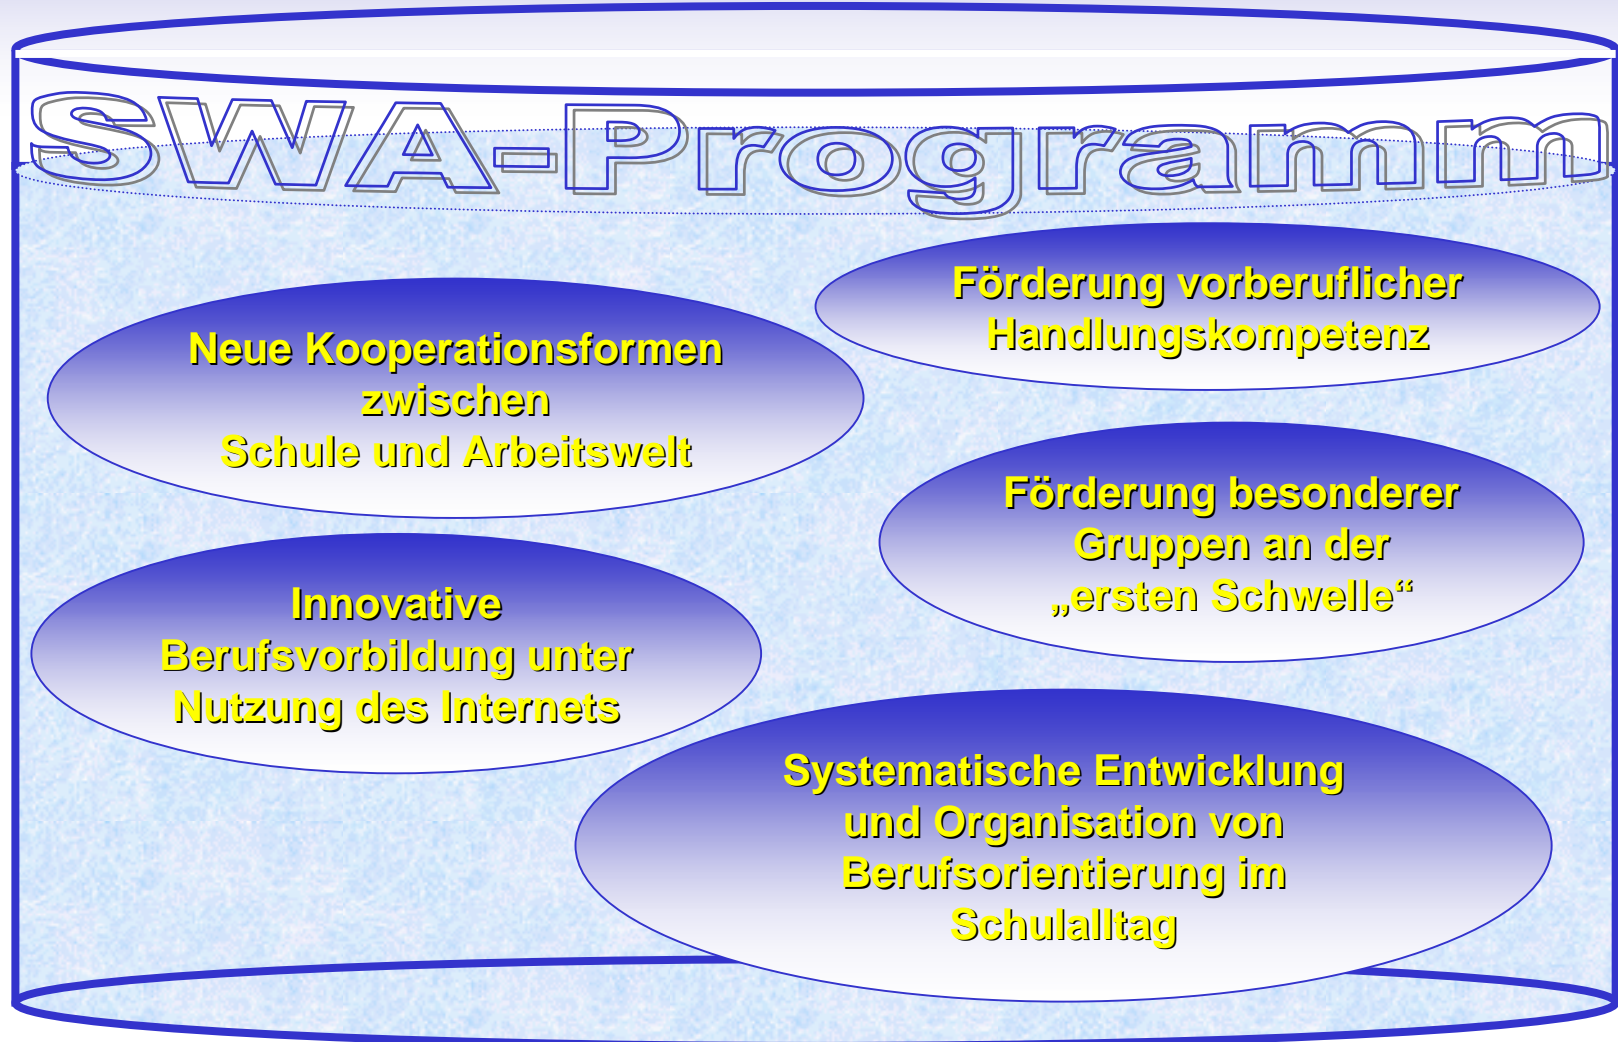 SWA-Programm
Neue Kooperationsformen
zwischen
Schule und Arbeitswelt
Förderung vorberuflicher
Handlungskompetenz
Förderung besonderer
Gruppen an der
„ersten Schwelle“
Innovative
Berufsvorbildung unter
Nutzung des Internets
Systematische Entwicklung
und Organisation von
Berufsorientierung im
Schulalltag